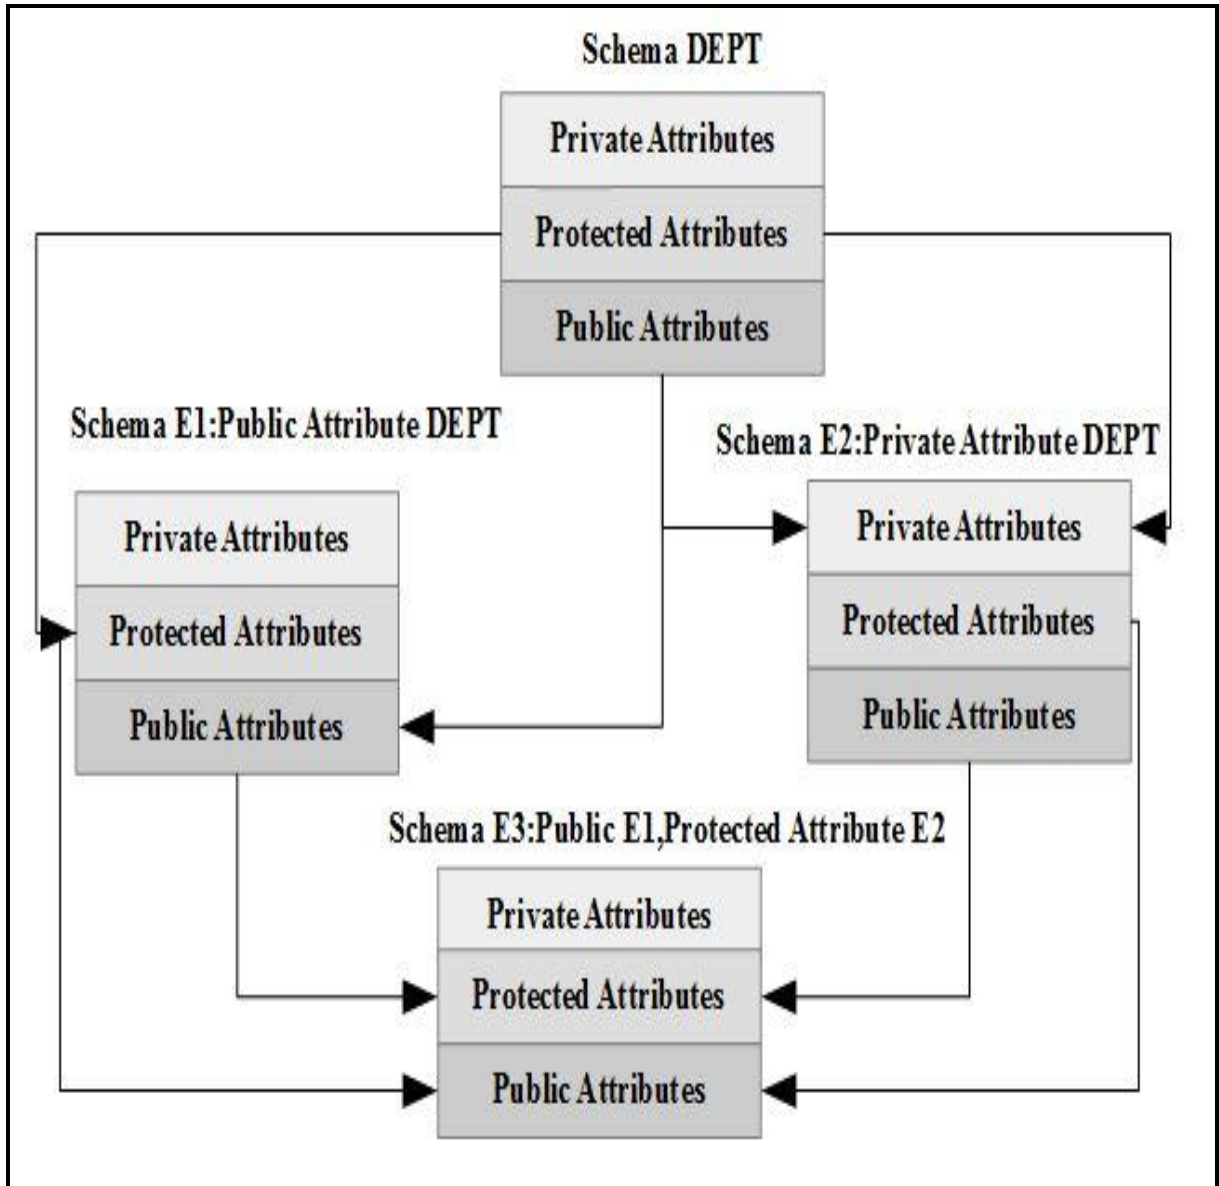 Schema DEPT
Private Attributes
Protected Attributes
Public Attributes
Schema E1:Public Attribute DEPT
Private Attributes
Protected Attributes
Public Attributes
Schema E2:Private Attribute DEPT
Private Attributes
Protected Attributes
Public Attributes
Schema E3:Public E1,Protected Attribute E2
Private Attributes
Protected Attributes
Public Attributes